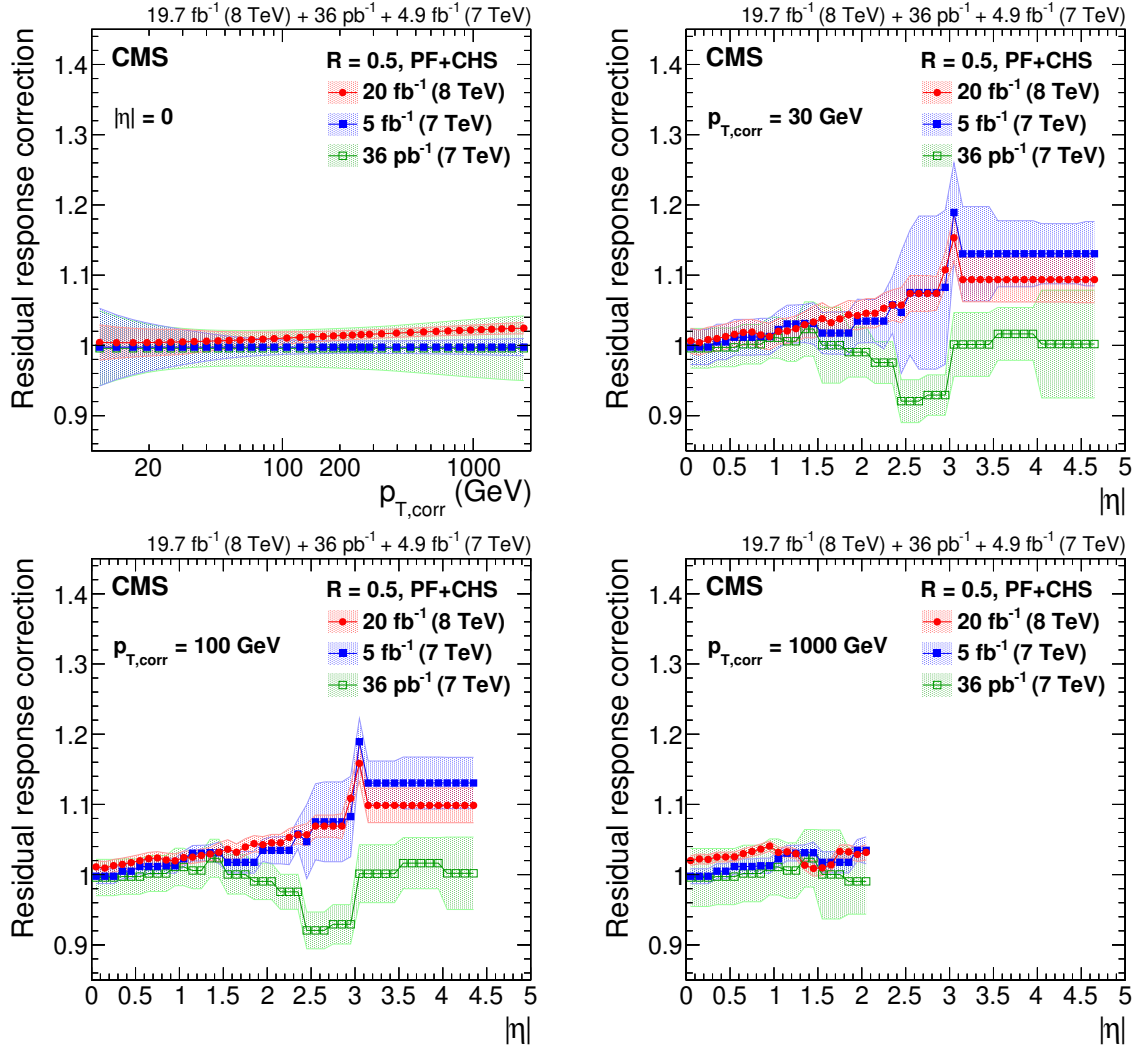 19.7 fb⁻¹ (8 TeV) + 36 pb⁻¹ + 4.9 fb⁻¹ (7 TeV)
CMS
R = 0.5, PF+CHS
20 fb⁻¹ (8 TeV)
|η| = 0
5 fb⁻¹ (7 TeV)
36 pb⁻¹ (7 TeV)
Residual response correction
1.4
1.3
1.2
1.1
1
0.9
20 100 200 1000
p_T,corr (GeV)
19.7 fb⁻¹ (8 TeV) + 36 pb⁻¹ + 4.9 fb⁻¹ (7 TeV)
CMS
R = 0.5, PF+CHS
20 fb⁻¹ (8 TeV)
p_T,corr = 30 GeV
5 fb⁻¹ (7 TeV)
36 pb⁻¹ (7 TeV)
Residual response correction
1.4
1.3
1.2
1.1
1
0.9
0 0.5 1 1.5 2 2.5 3 3.5 4 4.5 5
|η|
19.7 fb⁻¹ (8 TeV) + 36 pb⁻¹ + 4.9 fb⁻¹ (7 TeV)
CMS
R = 0.5, PF+CHS
20 fb⁻¹ (8 TeV)
p_T,corr = 100 GeV
5 fb⁻¹ (7 TeV)
36 pb⁻¹ (7 TeV)
Residual response correction
1.4
1.3
1.2
1.1
1
0.9
0 0.5 1 1.5 2 2.5 3 3.5 4 4.5 5
|η|
19.7 fb⁻¹ (8 TeV) + 36 pb⁻¹ + 4.9 fb⁻¹ (7 TeV)
CMS
R = 0.5, PF+CHS
20 fb⁻¹ (8 TeV)
p_T,corr = 1000 GeV
5 fb⁻¹ (7 TeV)
36 pb⁻¹ (7 TeV)
Residual response correction
1.4
1.3
1.2
1.1
1
0.9
0 0.5 1 1.5 2 2.5 3 3.5 4 4.5 5
|η|